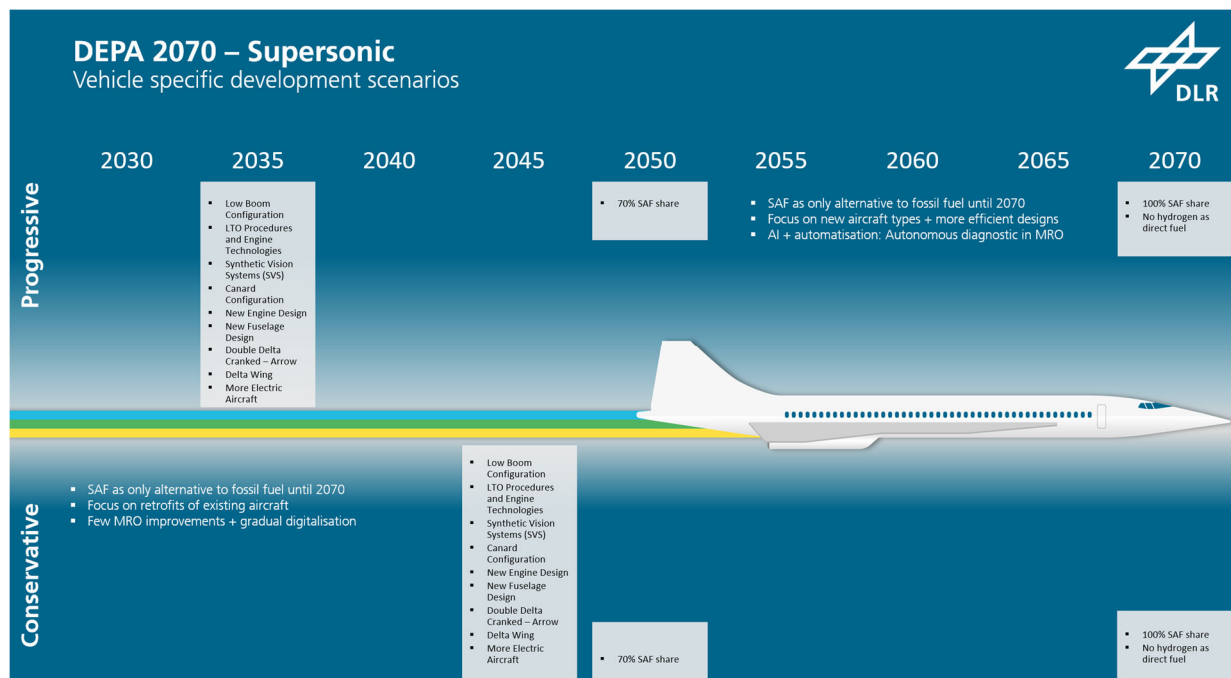 DEPA 2070 – Supersonic
Vehicle specific development scenarios
DLR
2030 2035 2040 2045 2050 2055 2060 2065 2070
Progressive
▪ Low Boom
Configuration
▪ LTO Procedures
and Engine
Technologies
▪ Synthetic Vision
Systems (SVS)
▪ Canard
Configuration
▪ New Engine Design
▪ New Fuselage
Design
▪ Double Delta
Cranked – Arrow
▪ Delta Wing
▪ More Electric
Aircraft
▪ 70% SAF share
▪ SAF as only alternative to fossil fuel until 2070
▪ Focus on new aircraft types + more efficient designs
▪ AI + automatisation: Autonomous diagnostic in MRO
▪ 100% SAF share
▪ No hydrogen as
direct fuel
Conservative
▪ SAF as only alternative to fossil fuel until 2070
▪ Focus on retrofits of existing aircraft
▪ Few MRO improvements + gradual digitalisation
▪ Low Boom
Configuration
▪ LTO Procedures
and Engine
Technologies
▪ Synthetic Vision
Systems (SVS)
▪ Canard
Configuration
▪ New Engine Design
▪ New Fuselage
Design
▪ Double Delta
Cranked – Arrow
▪ Delta Wing
▪ More Electric
Aircraft
▪ 70% SAF share
▪ 100% SAF share
▪ No hydrogen as
direct fuel